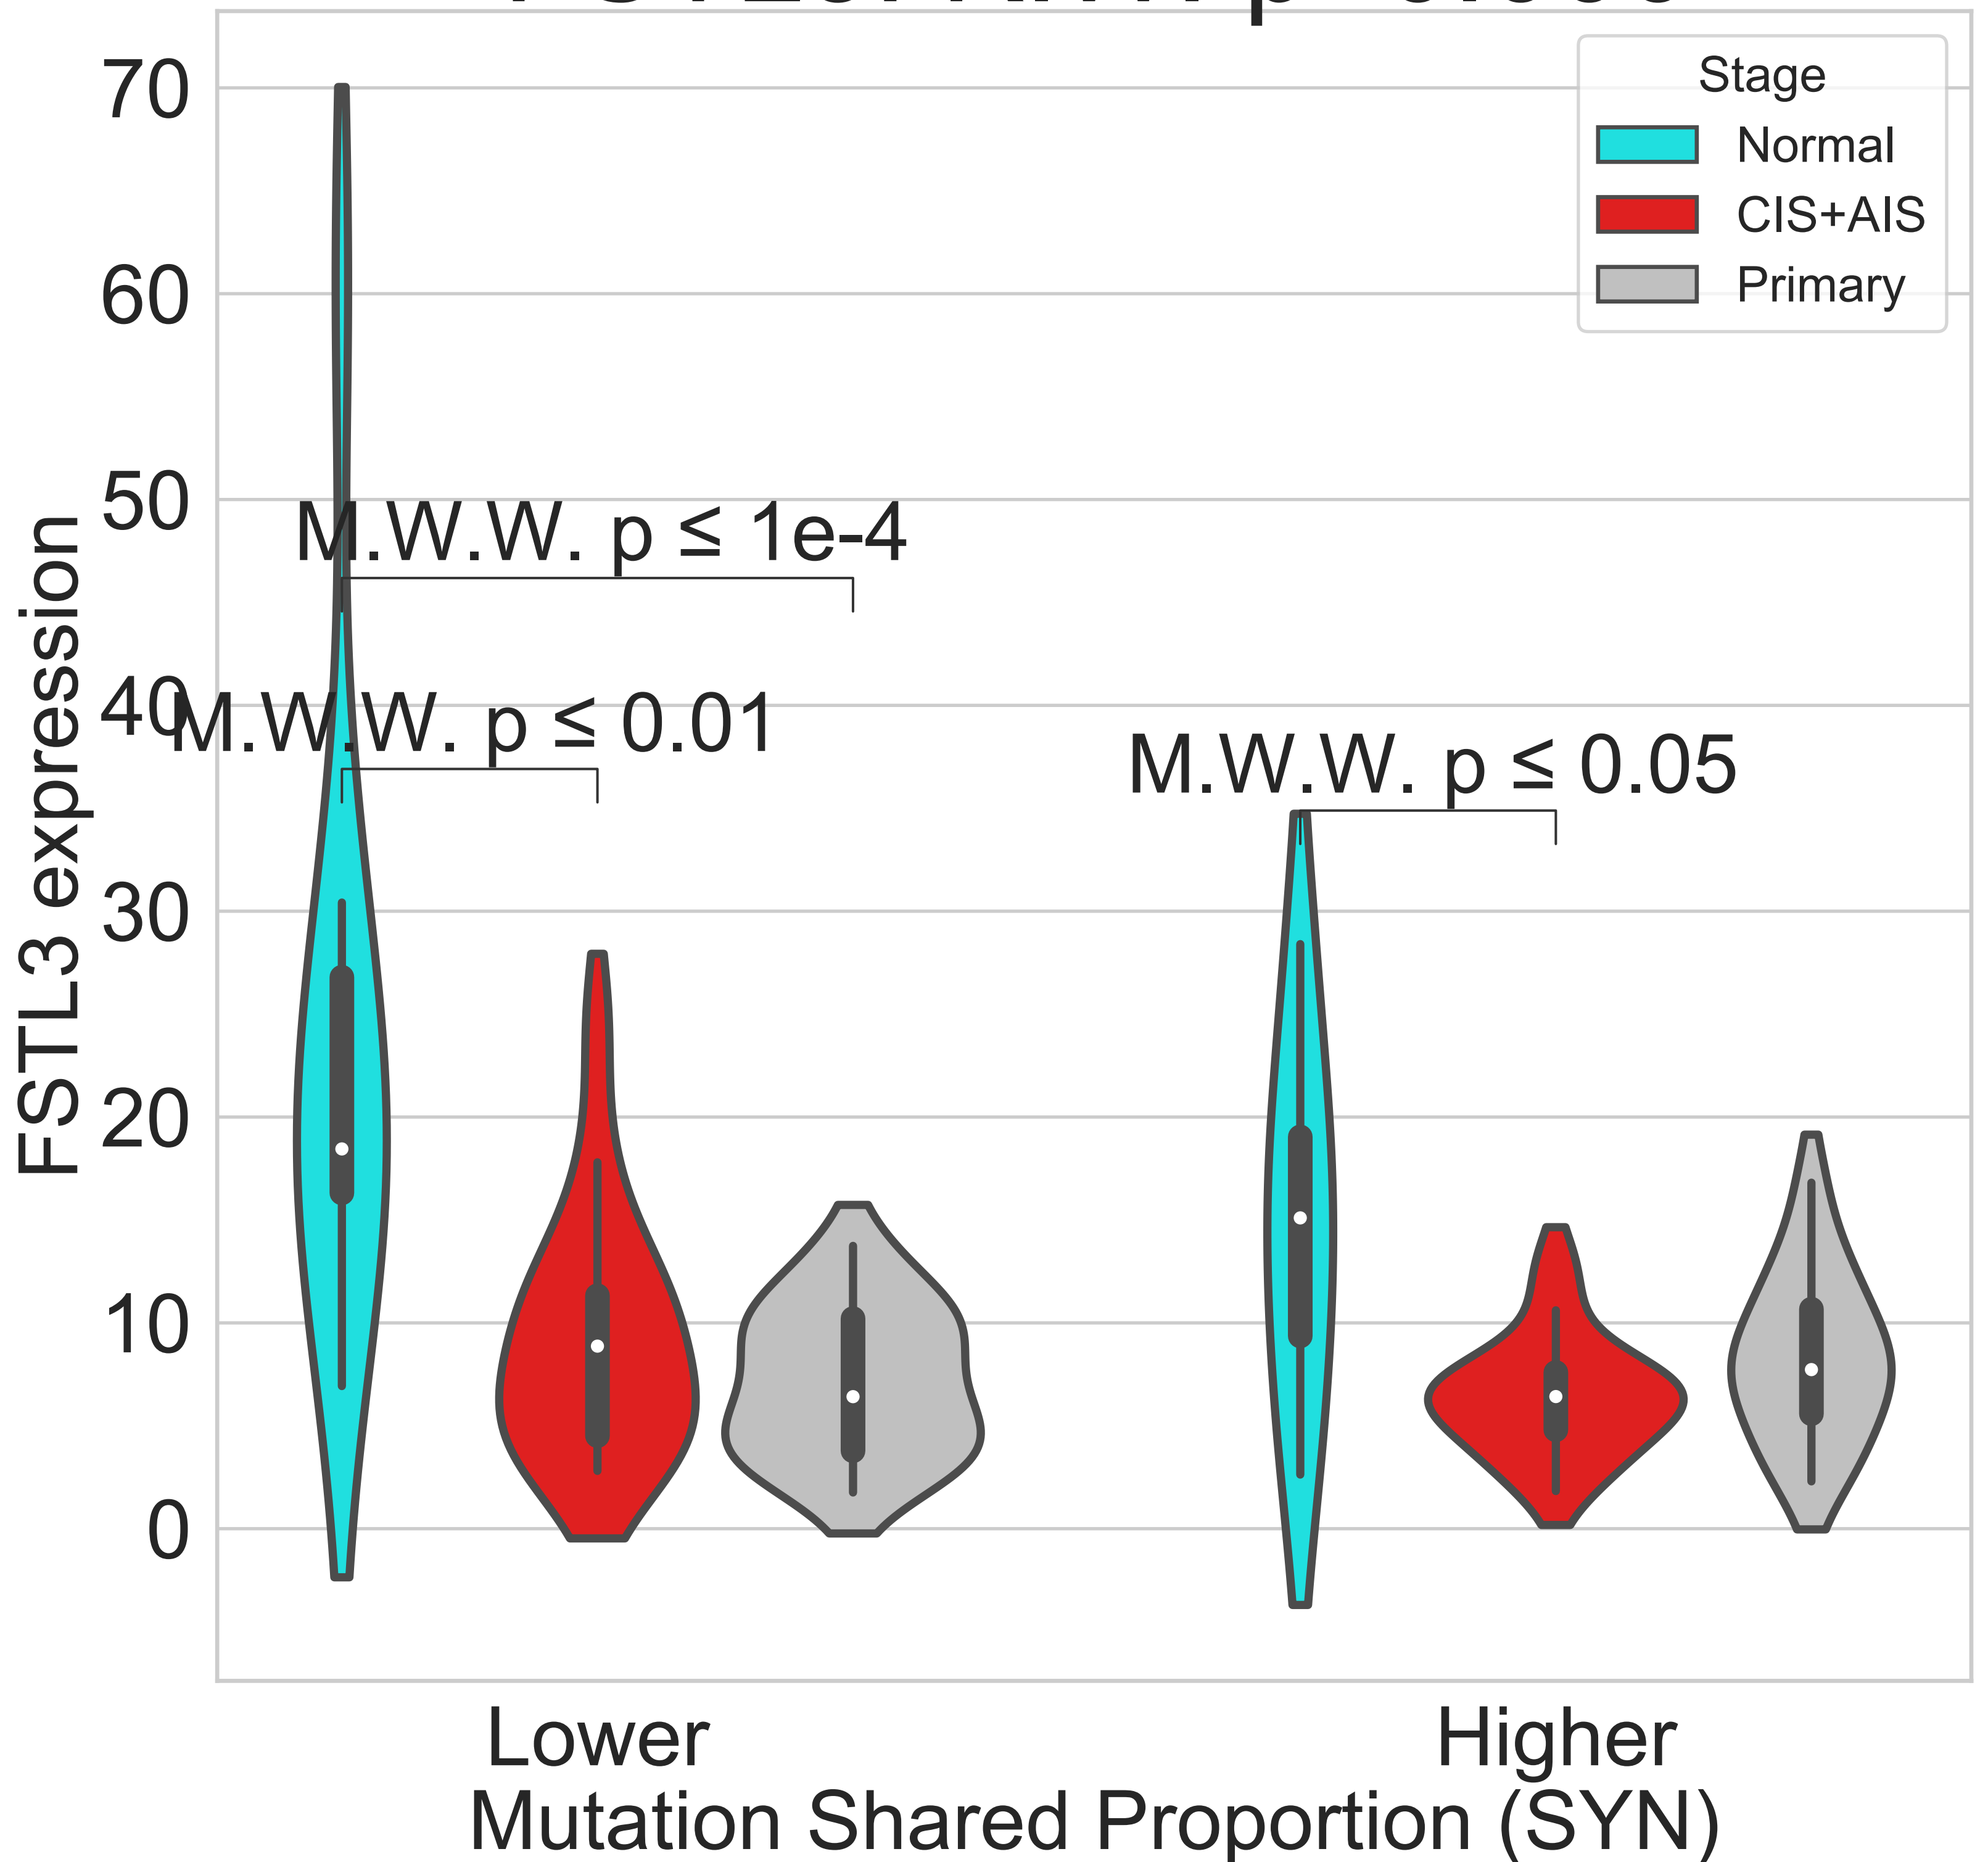 Stage
Normal
CIS+AIS
Primary
70
60
50
40
30
20
10
0
FSTL3 expression
M.W.W. p ≤ 1e-4
M.W.W. p ≤ 0.01
M.W.W. p ≤ 0.05
Lower
Higher
Mutation Shared Proportion (SYN)